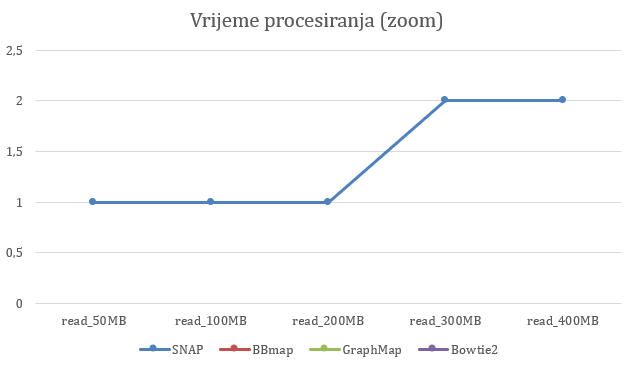 Vrijeme procesiranja (zoom)
2,5
2
1,5
1
0,5
0
read_50MB read_100MB read_200MB read_300MB read_400MB
SNAP BBmap GraphMap Bowtie2